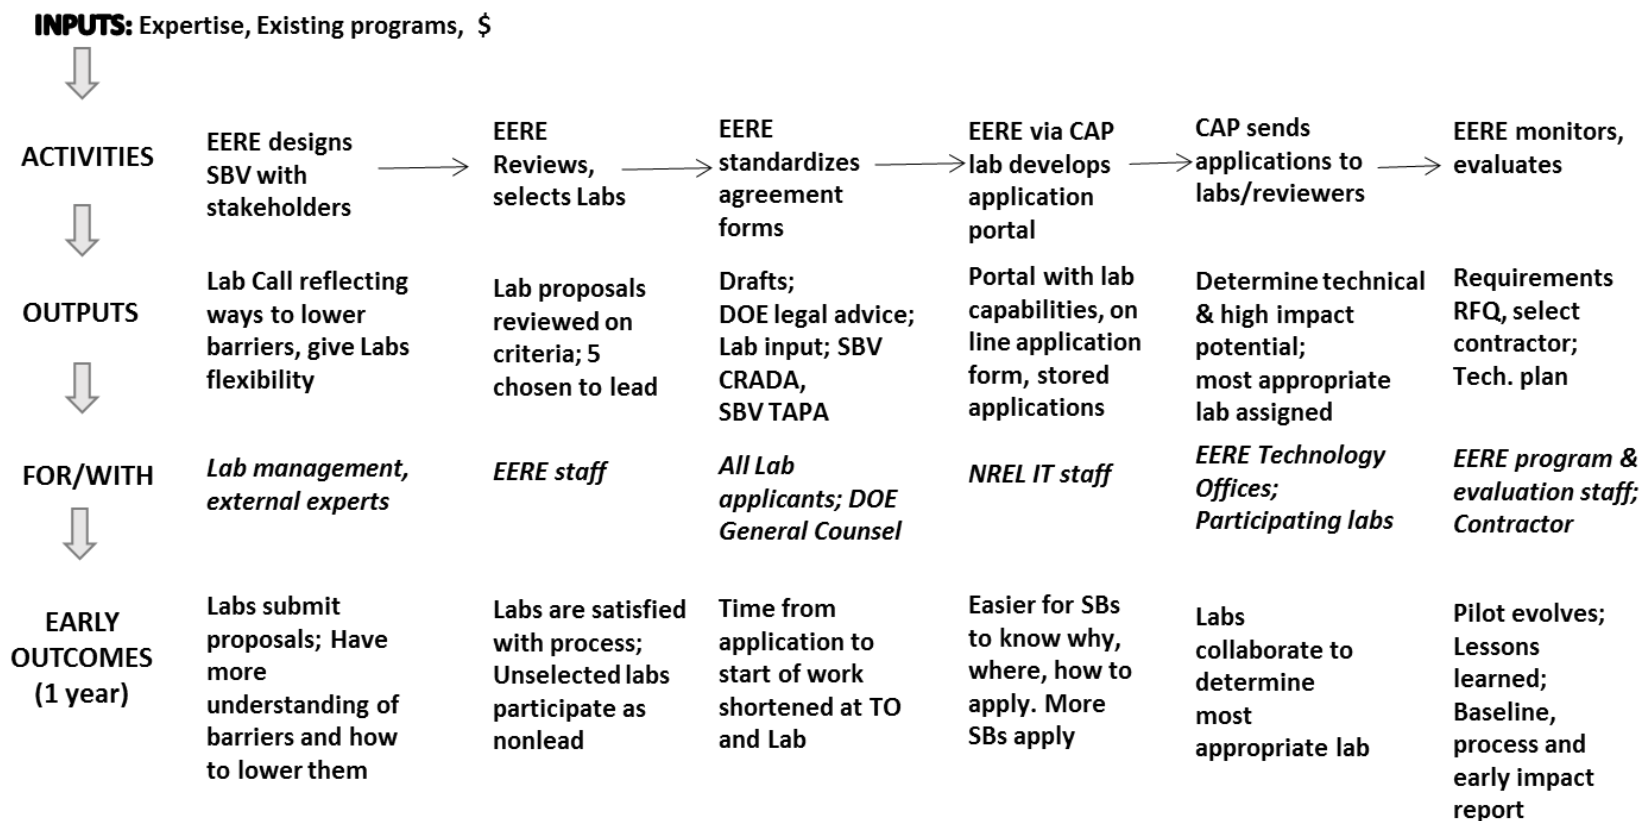 INPUTS: Expertise, Existing programs, $
ACTIVITIES
EERE designs
SBV with
stakeholders
EERE
Reviews,
selects Labs
EERE
standardizes
agreement
forms
EERE via CAP
lab develops
application
portal
CAP sends
applications to
labs/reviewers
EERE monitors,
evaluates
OUTPUTS
Lab Call reflecting
ways to lower
barriers, give Labs
flexibility
Lab proposals
reviewed on
criteria; 5
chosen to lead
Drafts;
DOE legal advice;
Lab input; SBV
CRADA,
SBV TAPA
Portal with lab
capabilities, on
line application
form, stored
applications
Determine technical
& high impact
potential;
most appropriate
lab assigned
Requirements
RFQ, select
contractor;
Tech. plan
FOR/WITH
Lab management,
external experts
EERE staff
All Lab
applicants; DOE
General Counsel
NREL IT staff
EERE Technology
Offices;
Participating labs
EERE program &
evaluation staff;
Contractor
EARLY
OUTCOMES
(1 year)
Labs submit
proposals; Have
more
understanding of
barriers and how
to lower them
Labs are satisfied
with process;
Unselected labs
participate as
nonlead
Time from
application to
start of work
shortened at TO
and Lab
Easier for SBs
to know why,
where, how to
apply. More
SBs apply
Labs
collaborate to
determine
most
appropriate lab
Pilot evolves;
Lessons
learned;
Baseline,
process and
early impact
report